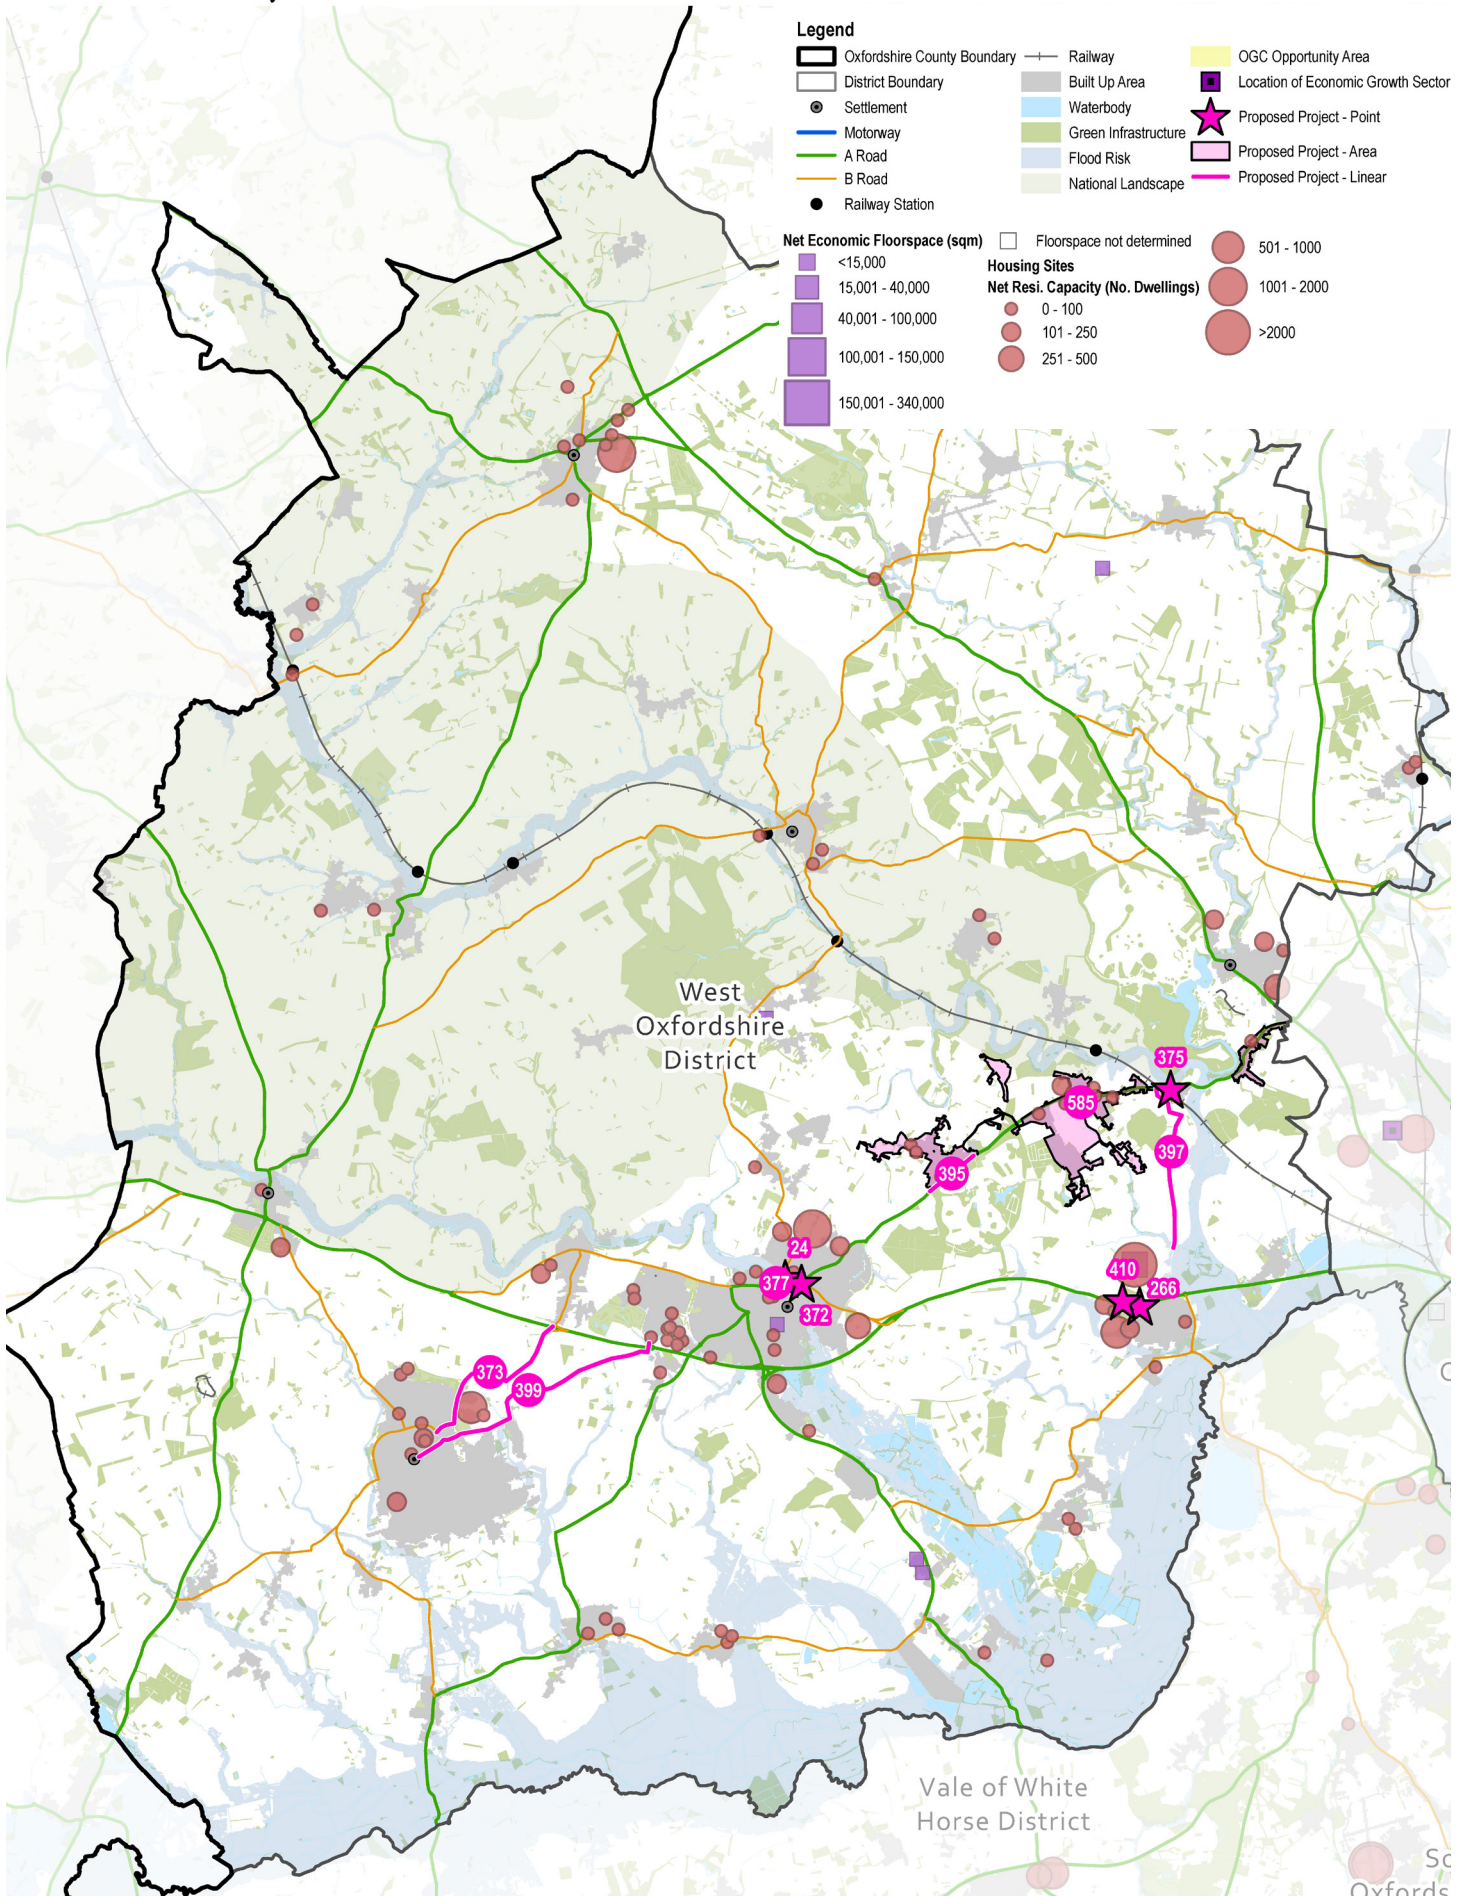 Legend
Oxfordshire County Boundary
District Boundary
Settlement
Motorway
A Road
B Road
Railway Station
Railway
Built Up Area
Waterbody
Green Infrastructure
Flood Risk
National Landscape
OGC Opportunity Area
Location of Economic Growth Sector
Proposed Project - Point
Proposed Project - Area
Proposed Project - Linear
Net Economic Floorspace (sqm)
<15,000
15,001 - 40,000
40,001 - 100,000
100,001 - 150,000
150,001 - 340,000
Floorspace not determined
Housing Sites
Net Resi. Capacity (No. Dwellings)
0 - 100
101 - 250
251 - 500
501 - 1000
1001 - 2000
>2000
West
Oxfordshire
District
375
585
397
395
24
377
372
410
266
373
399
Vale of White
Horse District